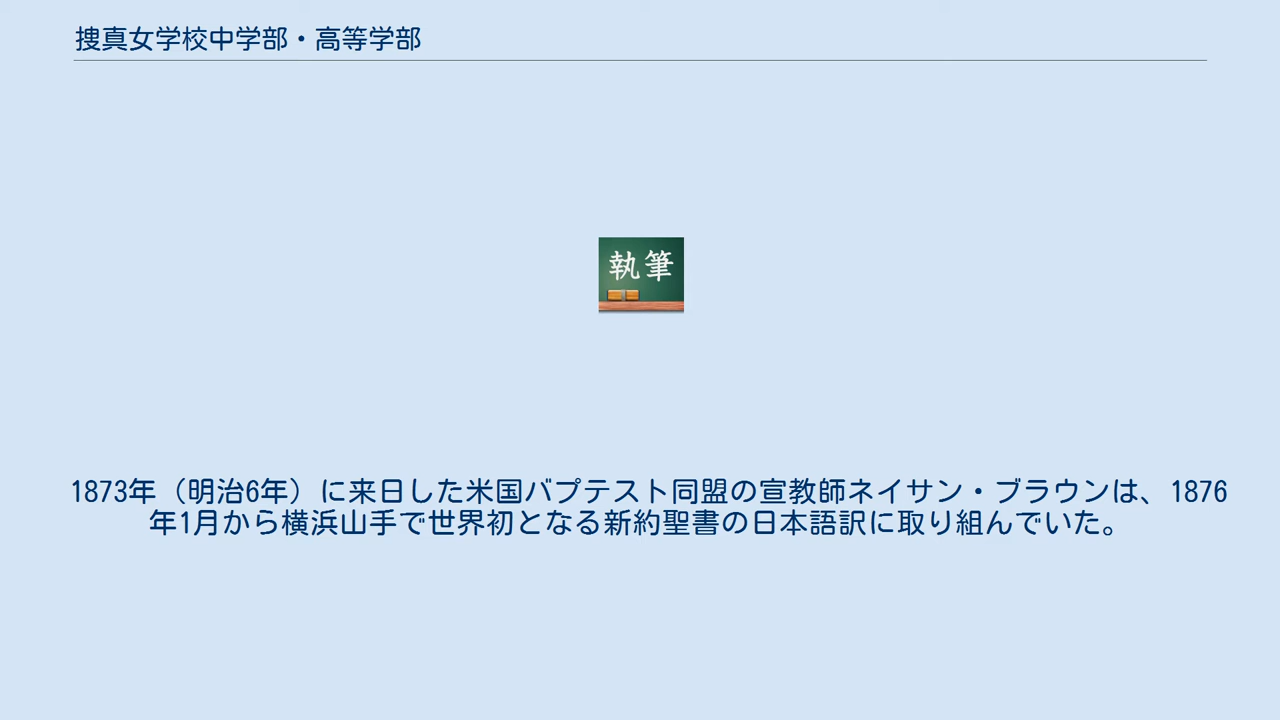 捜真女学校中学部・高等学部
執筆
1873年（明治6年）に来日した米国バプテスト同盟の宣教師ネイサン・ブラウンは、1876
年1月から横浜山手で世界初となる新約聖書の日本語訳に取り組んでいた。